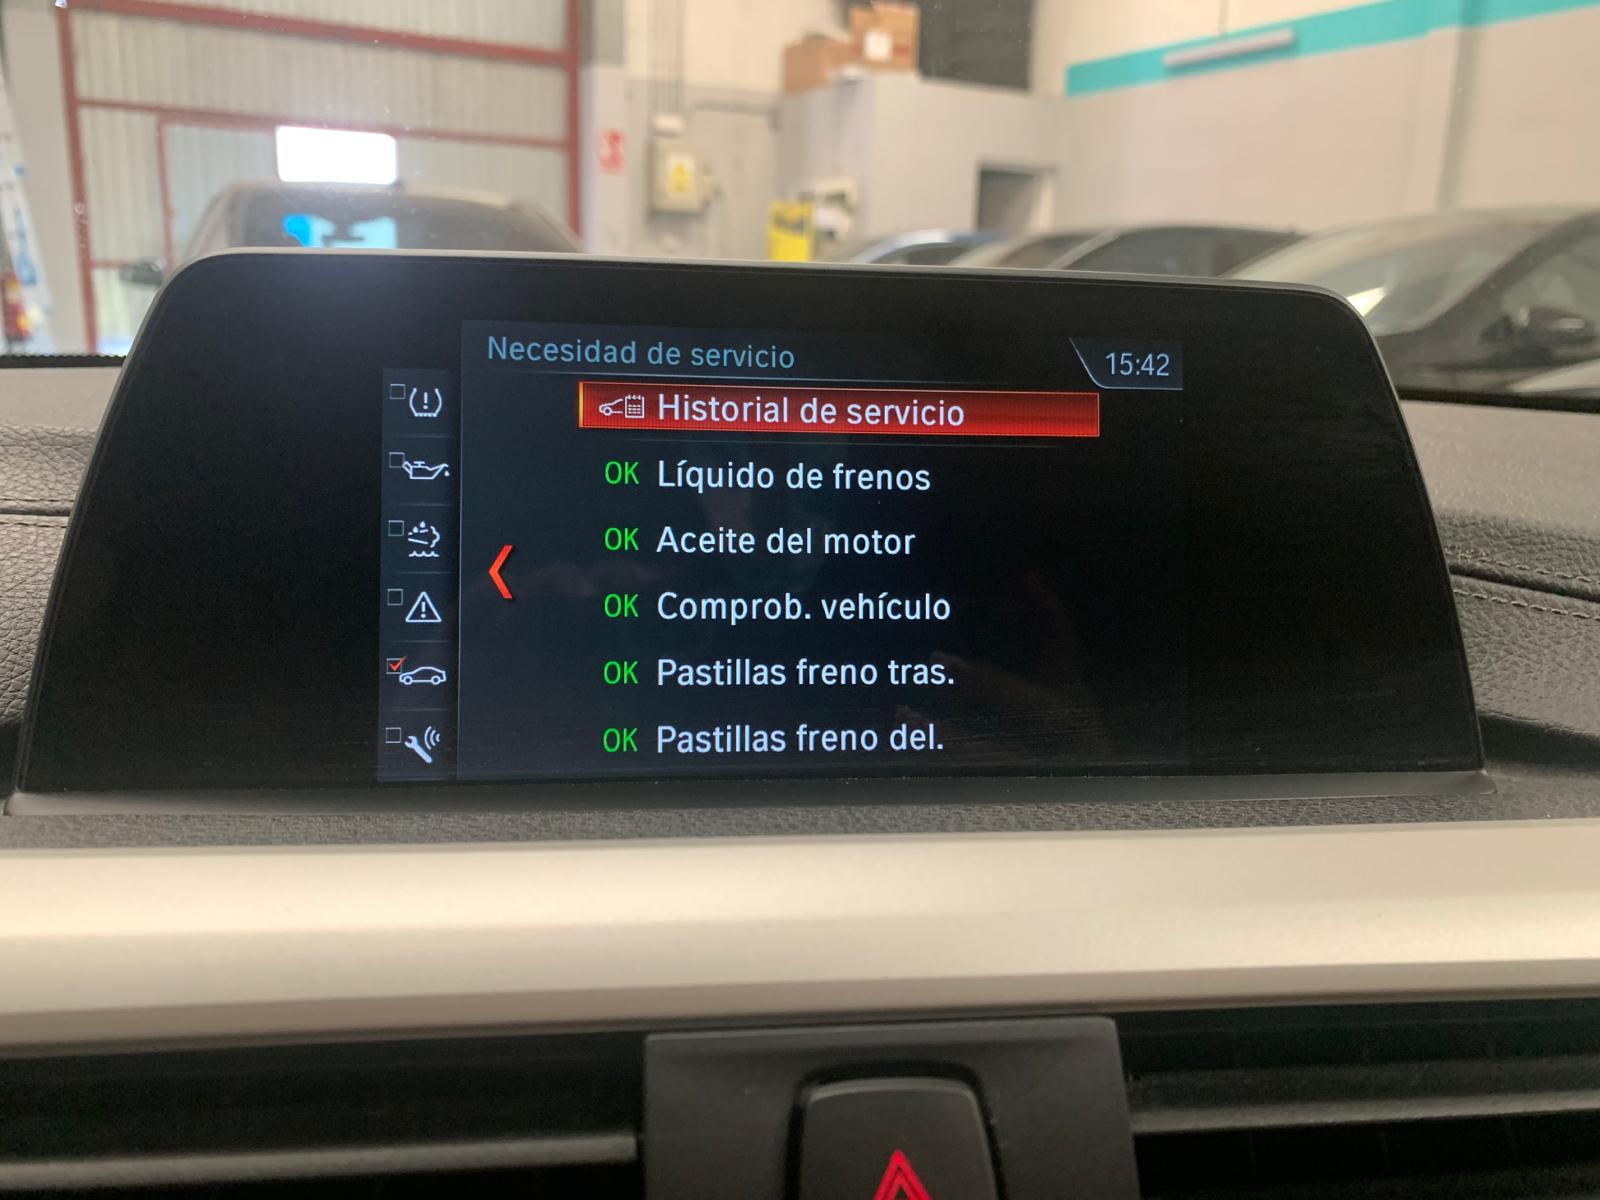 Necesidad de servicio
15:42
Historial de servicio
OK Líquido de frenos
OK Aceite del motor
OK Comprob. vehículo
OK Pastillas freno tras.
OK Pastillas freno del.